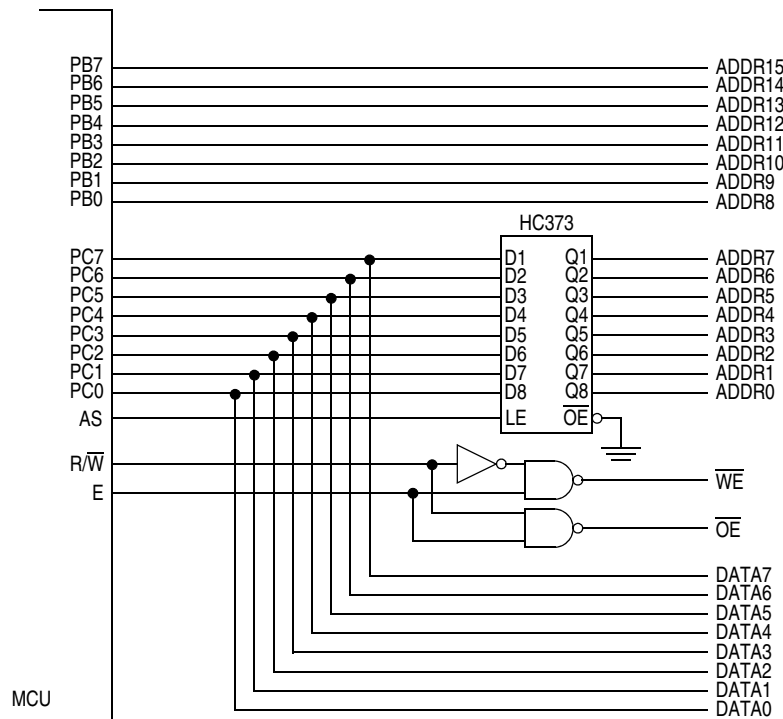 PB7 ADDR15
PB6 ADDR14
PB5 ADDR13
PB4 ADDR12
PB3 ADDR11
PB2 ADDR10
PB1 ADDR9
PB0 ADDR8
HC373
PC7 D1 Q1 ADDR7
PC6 D2 Q2 ADDR6
PC5 D3 Q3 ADDR5
PC4 D4 Q4 ADDR4
PC3 D5 Q5 ADDR3
PC2 D6 Q6 ADDR2
PC1 D7 Q7 ADDR1
PC0 D8 Q8 ADDR0
AS LE O̅E̅
R/W̅ W̅E̅
E
O̅E̅
DATA7
DATA6
DATA5
DATA4
DATA3
DATA2
DATA1
MCU
DATA0